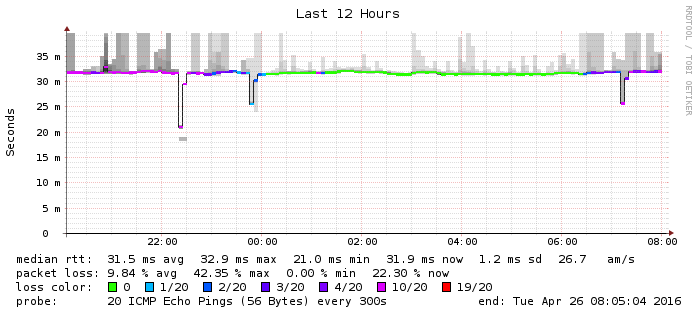 Last 12 Hours
RRDTOOL / TOBI OETIKER
Seconds
35 m
30 m
25 m
20 m
15 m
10 m
5 m
0
22:00 00:00 02:00 04:00 06:00 08:00
median rtt: 31.5 ms avg 32.9 ms max 21.0 ms min 31.9 ms now 1.2 ms sd 26.7 am/s
packet loss: 9.84 % avg 42.35 % max 0.00 % min 22.30 % now
loss color: 0 1/20 2/20 3/20 4/20 10/20 19/20
probe: 20 ICMP Echo Pings (56 Bytes) every 300s end: Tue Apr 26 08:05:04 2016